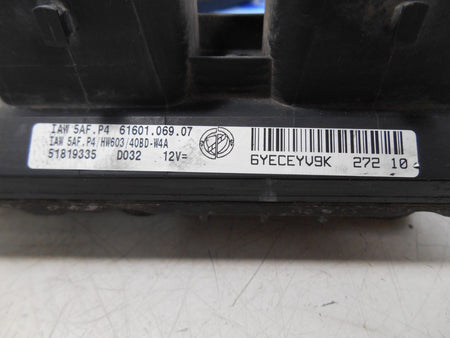 IAW 5AF.P4 61601.069.07
IAW 5AF.P4/HW603/40BD-W4A
51819335 D032 12V=
6YECEYV9K 272 10